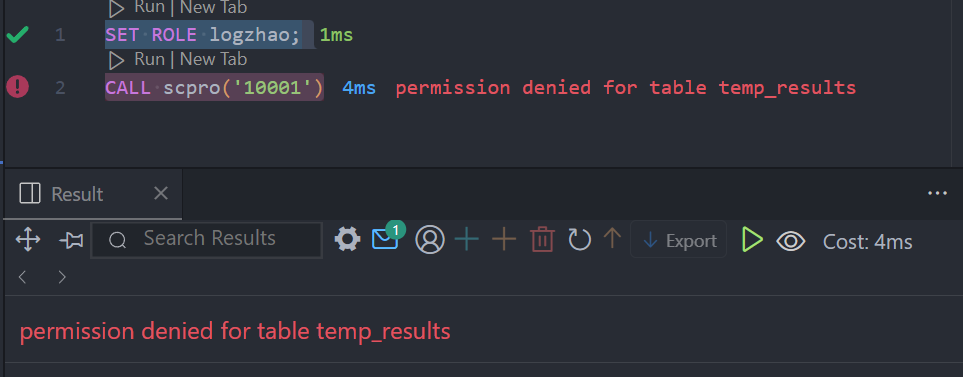 Run | New Tab
1 SET ROLE logzhao; 1ms
Run | New Tab
2 CALL scpro('10001') 4ms permission denied for table temp_results
Result
Search Results 1 Export Cost: 4ms
permission denied for table temp_results